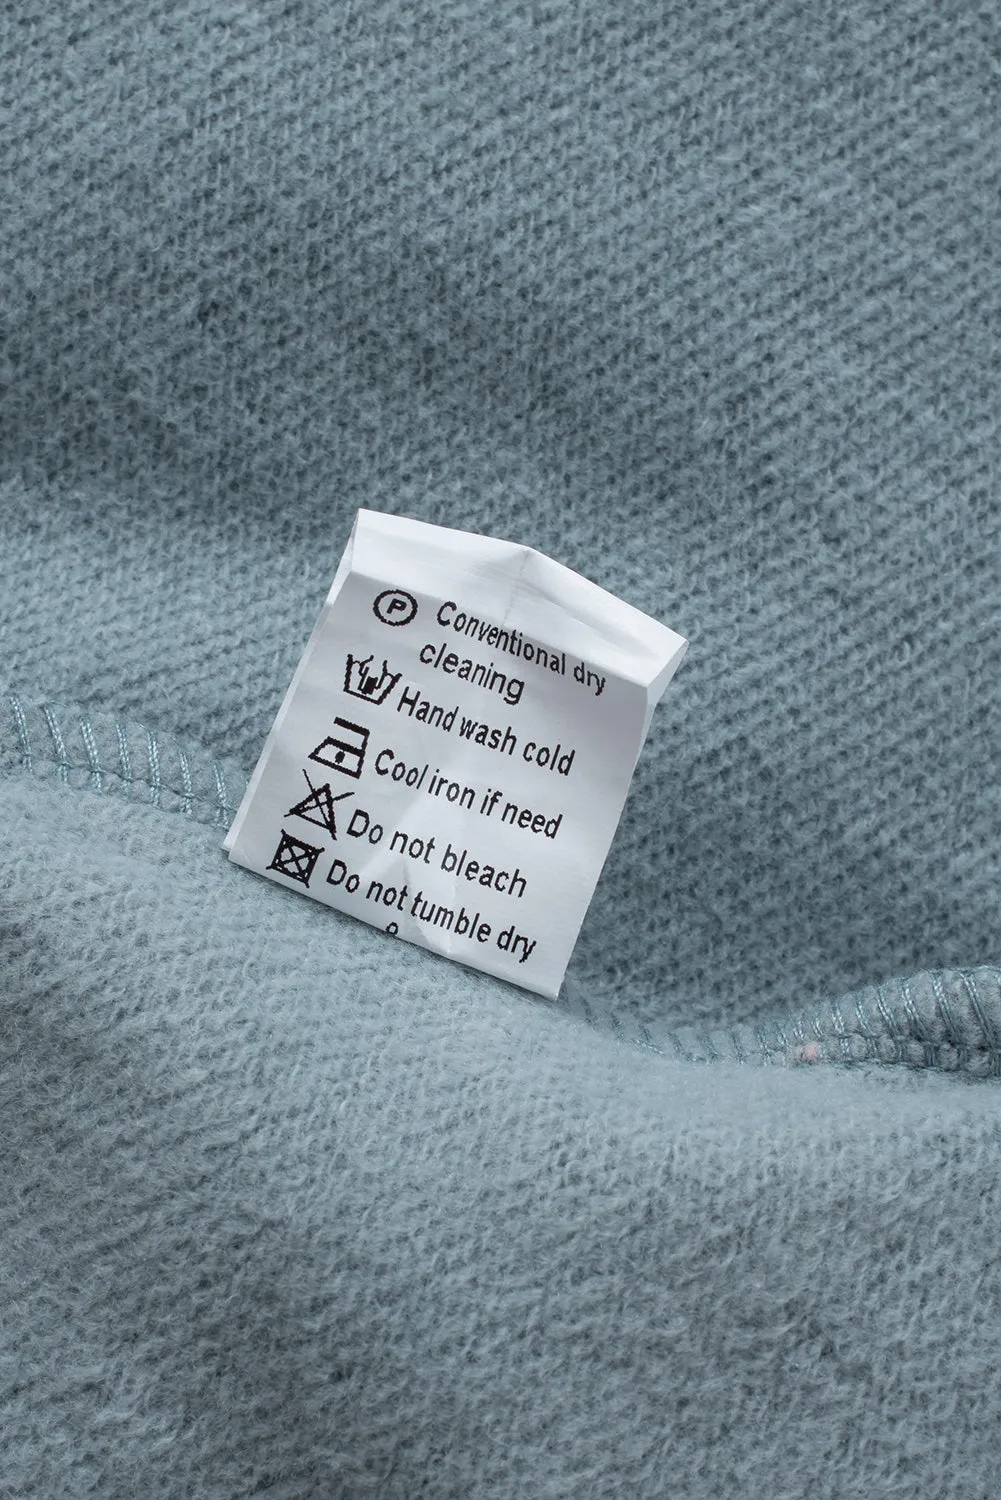 P Conventional dry
cleaning
Hand wash cold
Cool iron if need
Do not bleach
Do not tumble dry